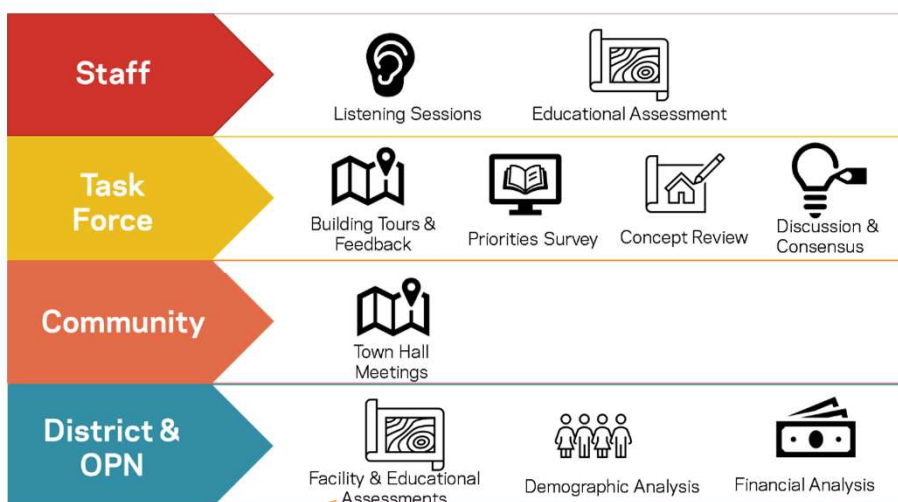 Staff
Listening Sessions
Educational Assessment
Task
Force
Building Tours &
Feedback
Priorities Survey
Concept Review
Discussion &
Consensus
Community
Town Hall
Meetings
District &
OPN
Facility & Educational
Assessments
Demographic Analysis
Financial Analysis